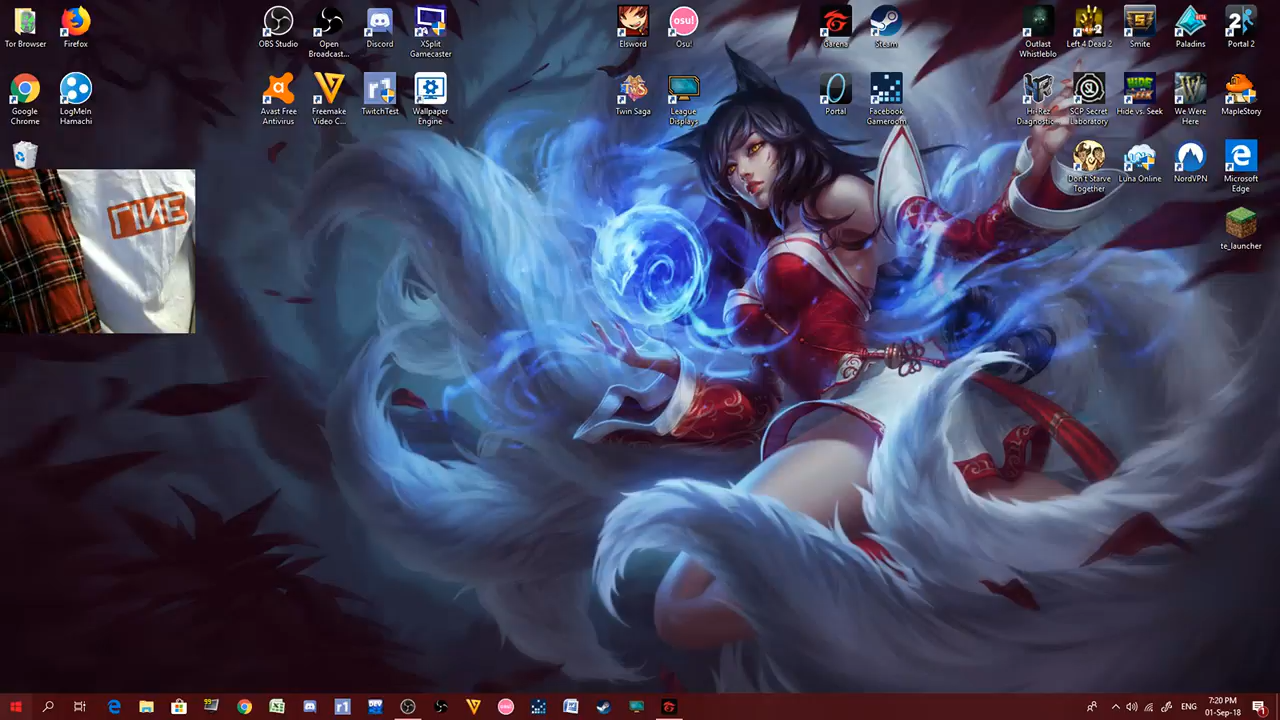 Tor Browser
Firefox
OBS Studio
Open
Broadcast...
Discord
XSplit
Gamecaster
Elsword
Osu!
Garena
Steam
Outlast
Whistleblo
Left 4 Dead 2
Smite
Paladins
Portal 2
Google
Chrome
LogMeIn
Hamachi
Avast Free
Antivirus
Freemake
Video C...
TwitchTest
Wallpaper
Engine
Twin Saga
League
Displays
Portal
Facebook
Gameroom
Hi-Rez
Diagnostic...
SCP Secret
Laboratory
Hide vs. Seek
We Were
Here
MapleStory
Don't Starve
Together
Luna Online
NordVPN
Microsoft
Edge
te_launcher
osu!
r1
LINE
ENG
7:20 PM
01-Sep-18